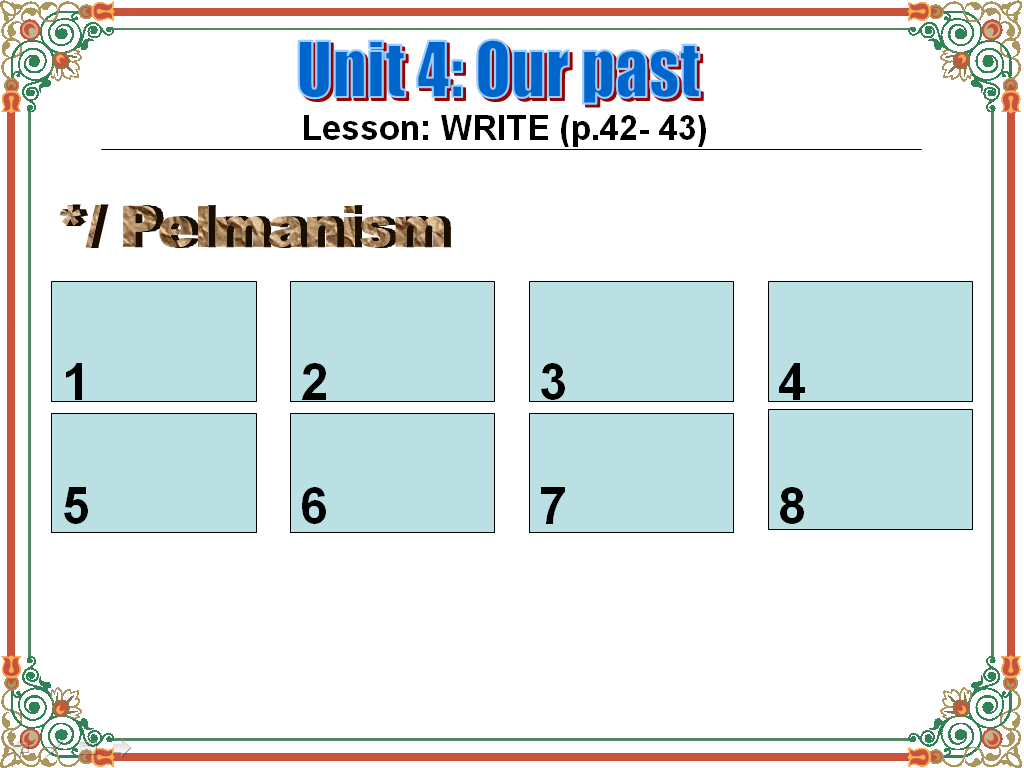 Unit 4: Our past
Lesson: WRITE (p.42- 43)
*/ Pelmanism
1 2 3 4
5 6 7 8